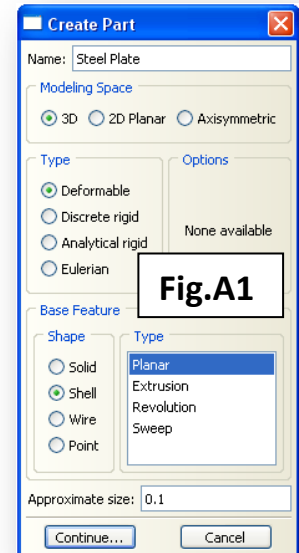 Create Part
Name: Steel Plate
Modeling Space
3D 2D Planar Axisymmetric
Type
Deformable
Discrete rigid
Analytical rigid
Eulerian
Options
None available
Fig.A1
Base Feature
Shape
Solid
Shell
Wire
Point
Type
Planar
Extrusion
Revolution
Sweep
Approximate size: 0.1
Continue... Cancel